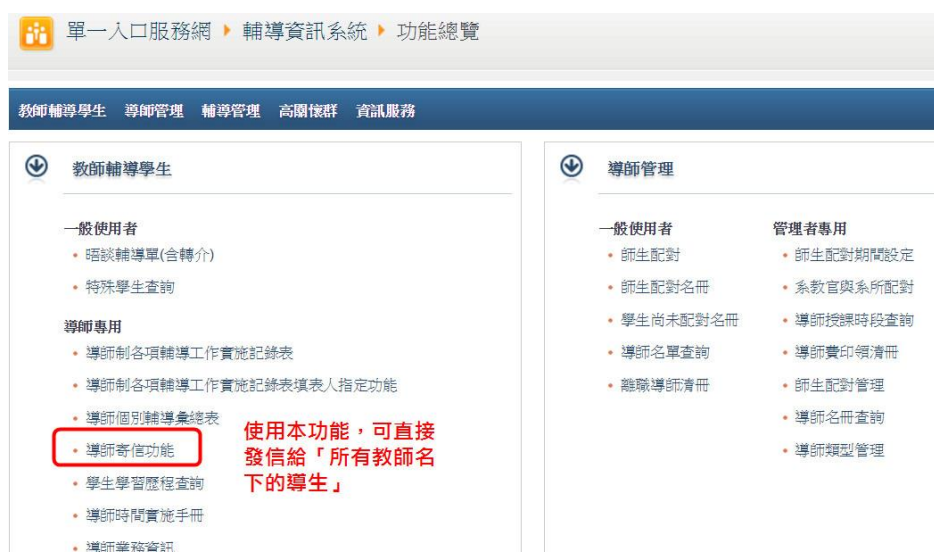 單一入口服務網 ▸ 輔導資訊系統 ▸ 功能總覽
教師輔導學生 導師管理 輔導管理 高關懷群 資訊服務
教師輔導學生
一般使用者
晤談輔導單(含轉介)
特殊學生查詢
導師專用
導師制各項輔導工作實施記錄表
導師制各項輔導工作實施記錄表填表人指定功能
導師個別輔導彙總表
導師寄信功能
學生學習歷程查詢
導師時間實施手冊
導師業務資訊
使用本功能，可直接
發信給「所有教師名
下的導生」
導師管理
一般使用者
師生配對
師生配對名冊
學生尚未配對名冊
導師名單查詢
離職導師清冊
管理者專用
師生配對期間設定
系教官與系所配對
導師授課時段查詢
導師費印領清冊
師生配對管理
導師名冊查詢
導師類型管理